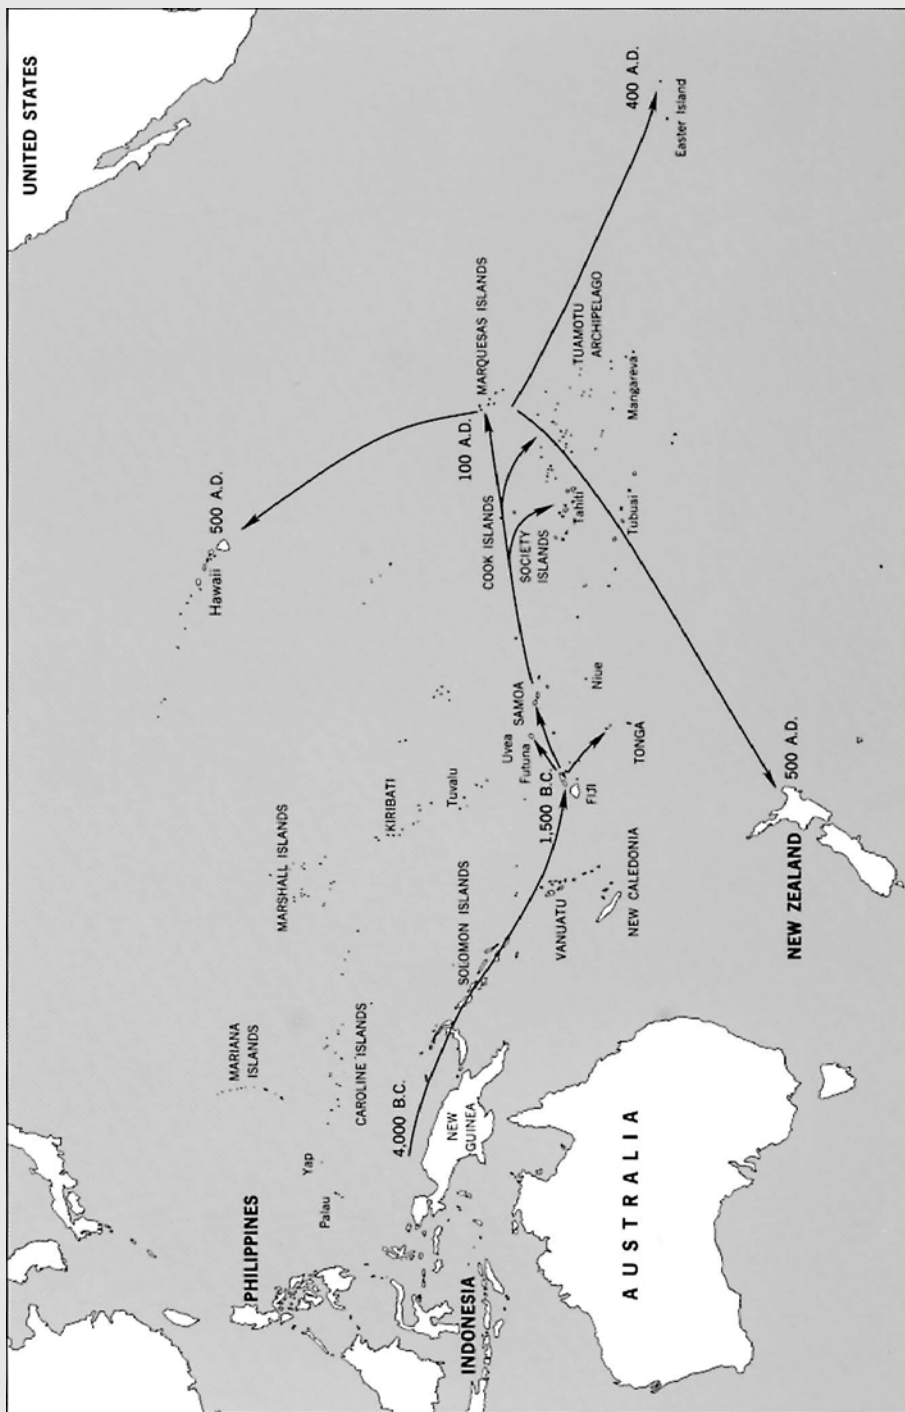 UNITED STATES
Hawaii
500 A.D.
MARQUESAS ISLANDS
100 A.D.
400 A.D.
Easter Island
TUAMOTU
ARCHIPELAGO
Mangareva
COOK ISLANDS
SOCIETY
ISLANDS
Tahiti
Tubuai
MARSHALL ISLANDS
KIRIBATI
Tuvalu
Uvea
Futuna
SAMOA
Niue
TONGA
1,500 B.C.
FIJI
MARIANA
ISLANDS
CAROLINE ISLANDS
SOLOMON ISLANDS
VANUATU
NEW CALEDONIA
500 A.D.
NEW ZEALAND
Yap
Palau
4,000 B.C.
NEW
GUINEA
PHILIPPINES
INDONESIA
AUSTRALIA